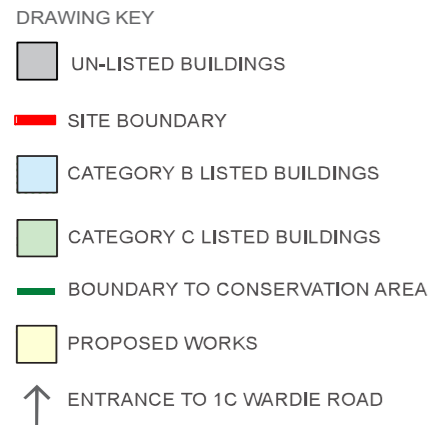 DRAWING KEY
UN-LISTED BUILDINGS
SITE BOUNDARY
CATEGORY B LISTED BUILDINGS
CATEGORY C LISTED BUILDINGS
BOUNDARY TO CONSERVATION AREA
PROPOSED WORKS
ENTRANCE TO 1C WARDIE ROAD